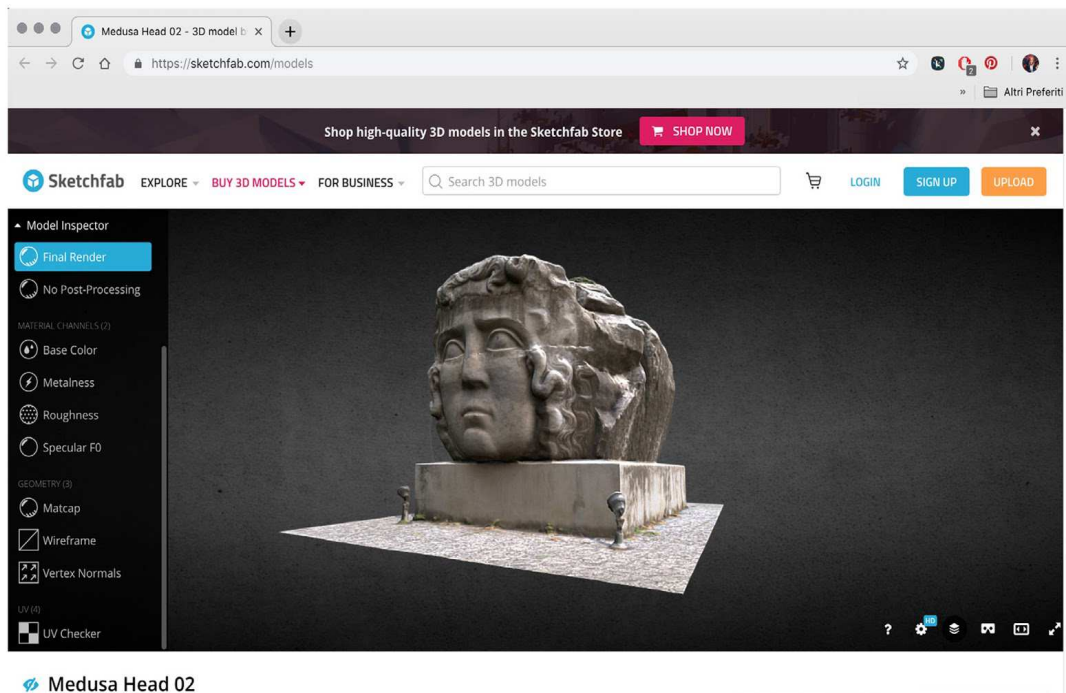 Medusa Head 02 - 3D model b
https://sketchfab.com/models
2
» Altri Preferiti
Shop high-quality 3D models in the Sketchfab Store SHOP NOW
Sketchfab EXPLORE BUY 3D MODELS FOR BUSINESS Search 3D models LOGIN SIGN UP UPLOAD
Model Inspector
Final Render
No Post-Processing
MATERIAL CHANNELS (2)
Base Color
Metalness
Roughness
Specular F0
GEOMETRY (3)
Matcap
Wireframe
Vertex Normals
UV (4)
UV Checker
? HD
Medusa Head 02